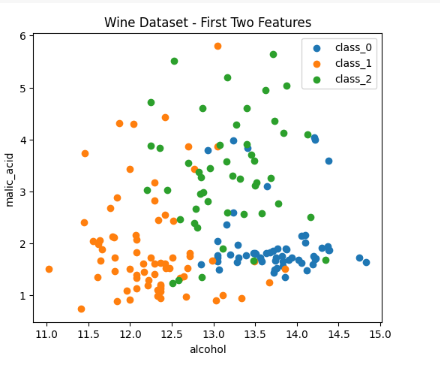 Wine Dataset - First Two Features
6
5
4
3
2
1
malic_acid
class_0
class_1
class_2
11.0 11.5 12.0 12.5 13.0 13.5 14.0 14.5 15.0
alcohol